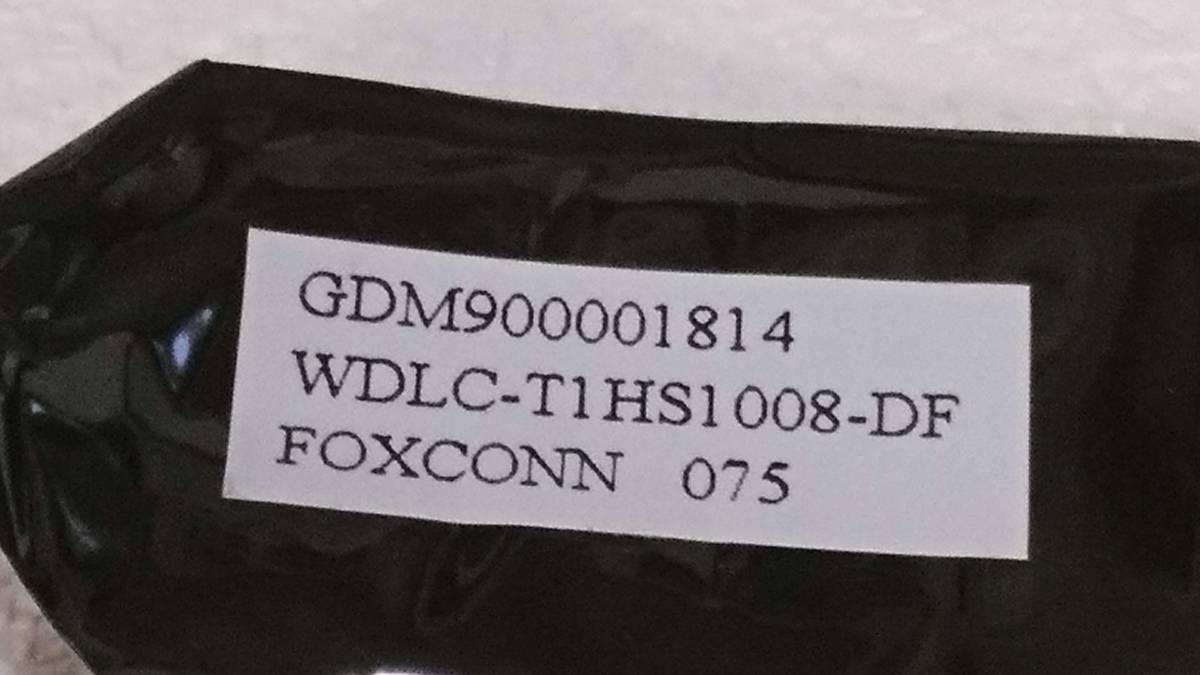 GDM900001814
WDLC-T1HS1008-DF
FOXCONN 075